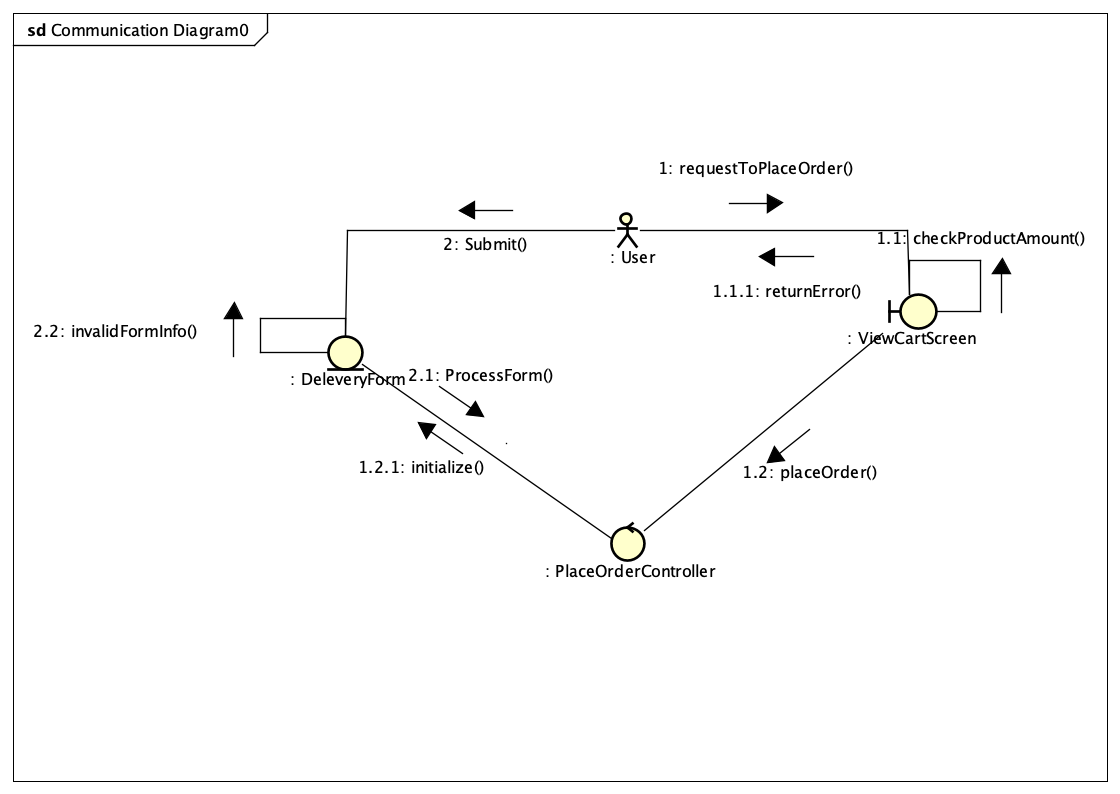 sd Communication Diagram0
1: requestToPlaceOrder()
2: Submit()
: User
1.1: checkProductAmount()
1.1.1: returnError()
2.2: invalidFormInfo()
: ViewCartScreen
: DeleveryForm
2.1: ProcessForm()
1.2.1: initialize()
1.2: placeOrder()
: PlaceOrderController